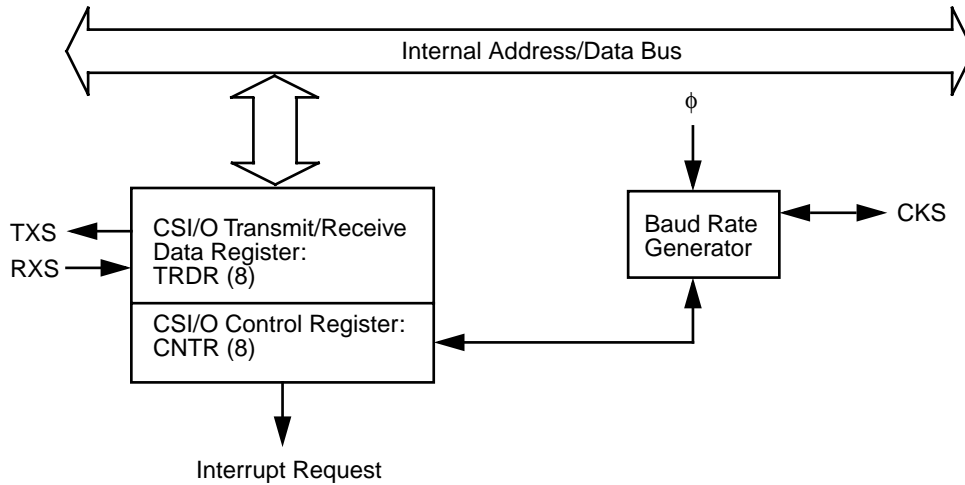 Internal Address/Data Bus
ϕ
TXS
RXS
CSI/O Transmit/Receive
Data Register:
TRDR (8)
CSI/O Control Register:
CNTR (8)
Baud Rate
Generator
CKS
Interrupt Request